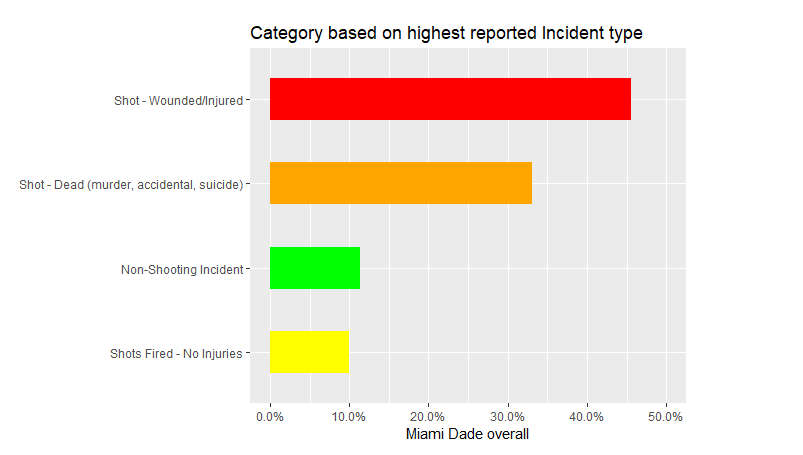 Category based on highest reported Incident type
Shot - Wounded/Injured
Shot - Dead (murder, accidental, suicide)
Non-Shooting Incident
Shots Fired - No Injuries
0.0% 10.0% 20.0% 30.0% 40.0% 50.0%
Miami Dade overall